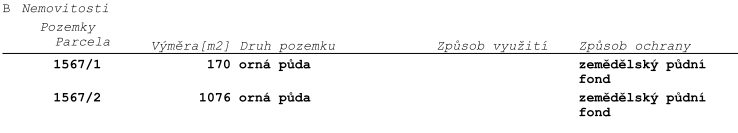 B Nemovitosti
Pozemky
Parcela Výměra[m2] Druh pozemku Způsob využití Způsob ochrany
1567/1 170 orná půda zemědělský půdní
fond
1567/2 1076 orná půda zemědělský půdní
fond